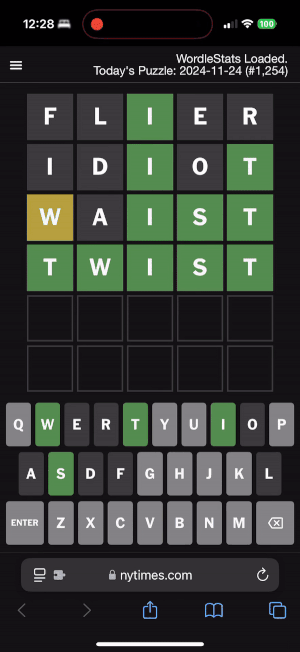 12:28
100
WordleStats Loaded.
Today's Puzzle: 2024-11-24 (#1,254)
F L I E R
I D I O T
W A I S T
T W I S T
Q W E R T Y U I O P
A S D F G H J K L
ENTER Z X C V B N M
nytimes.com